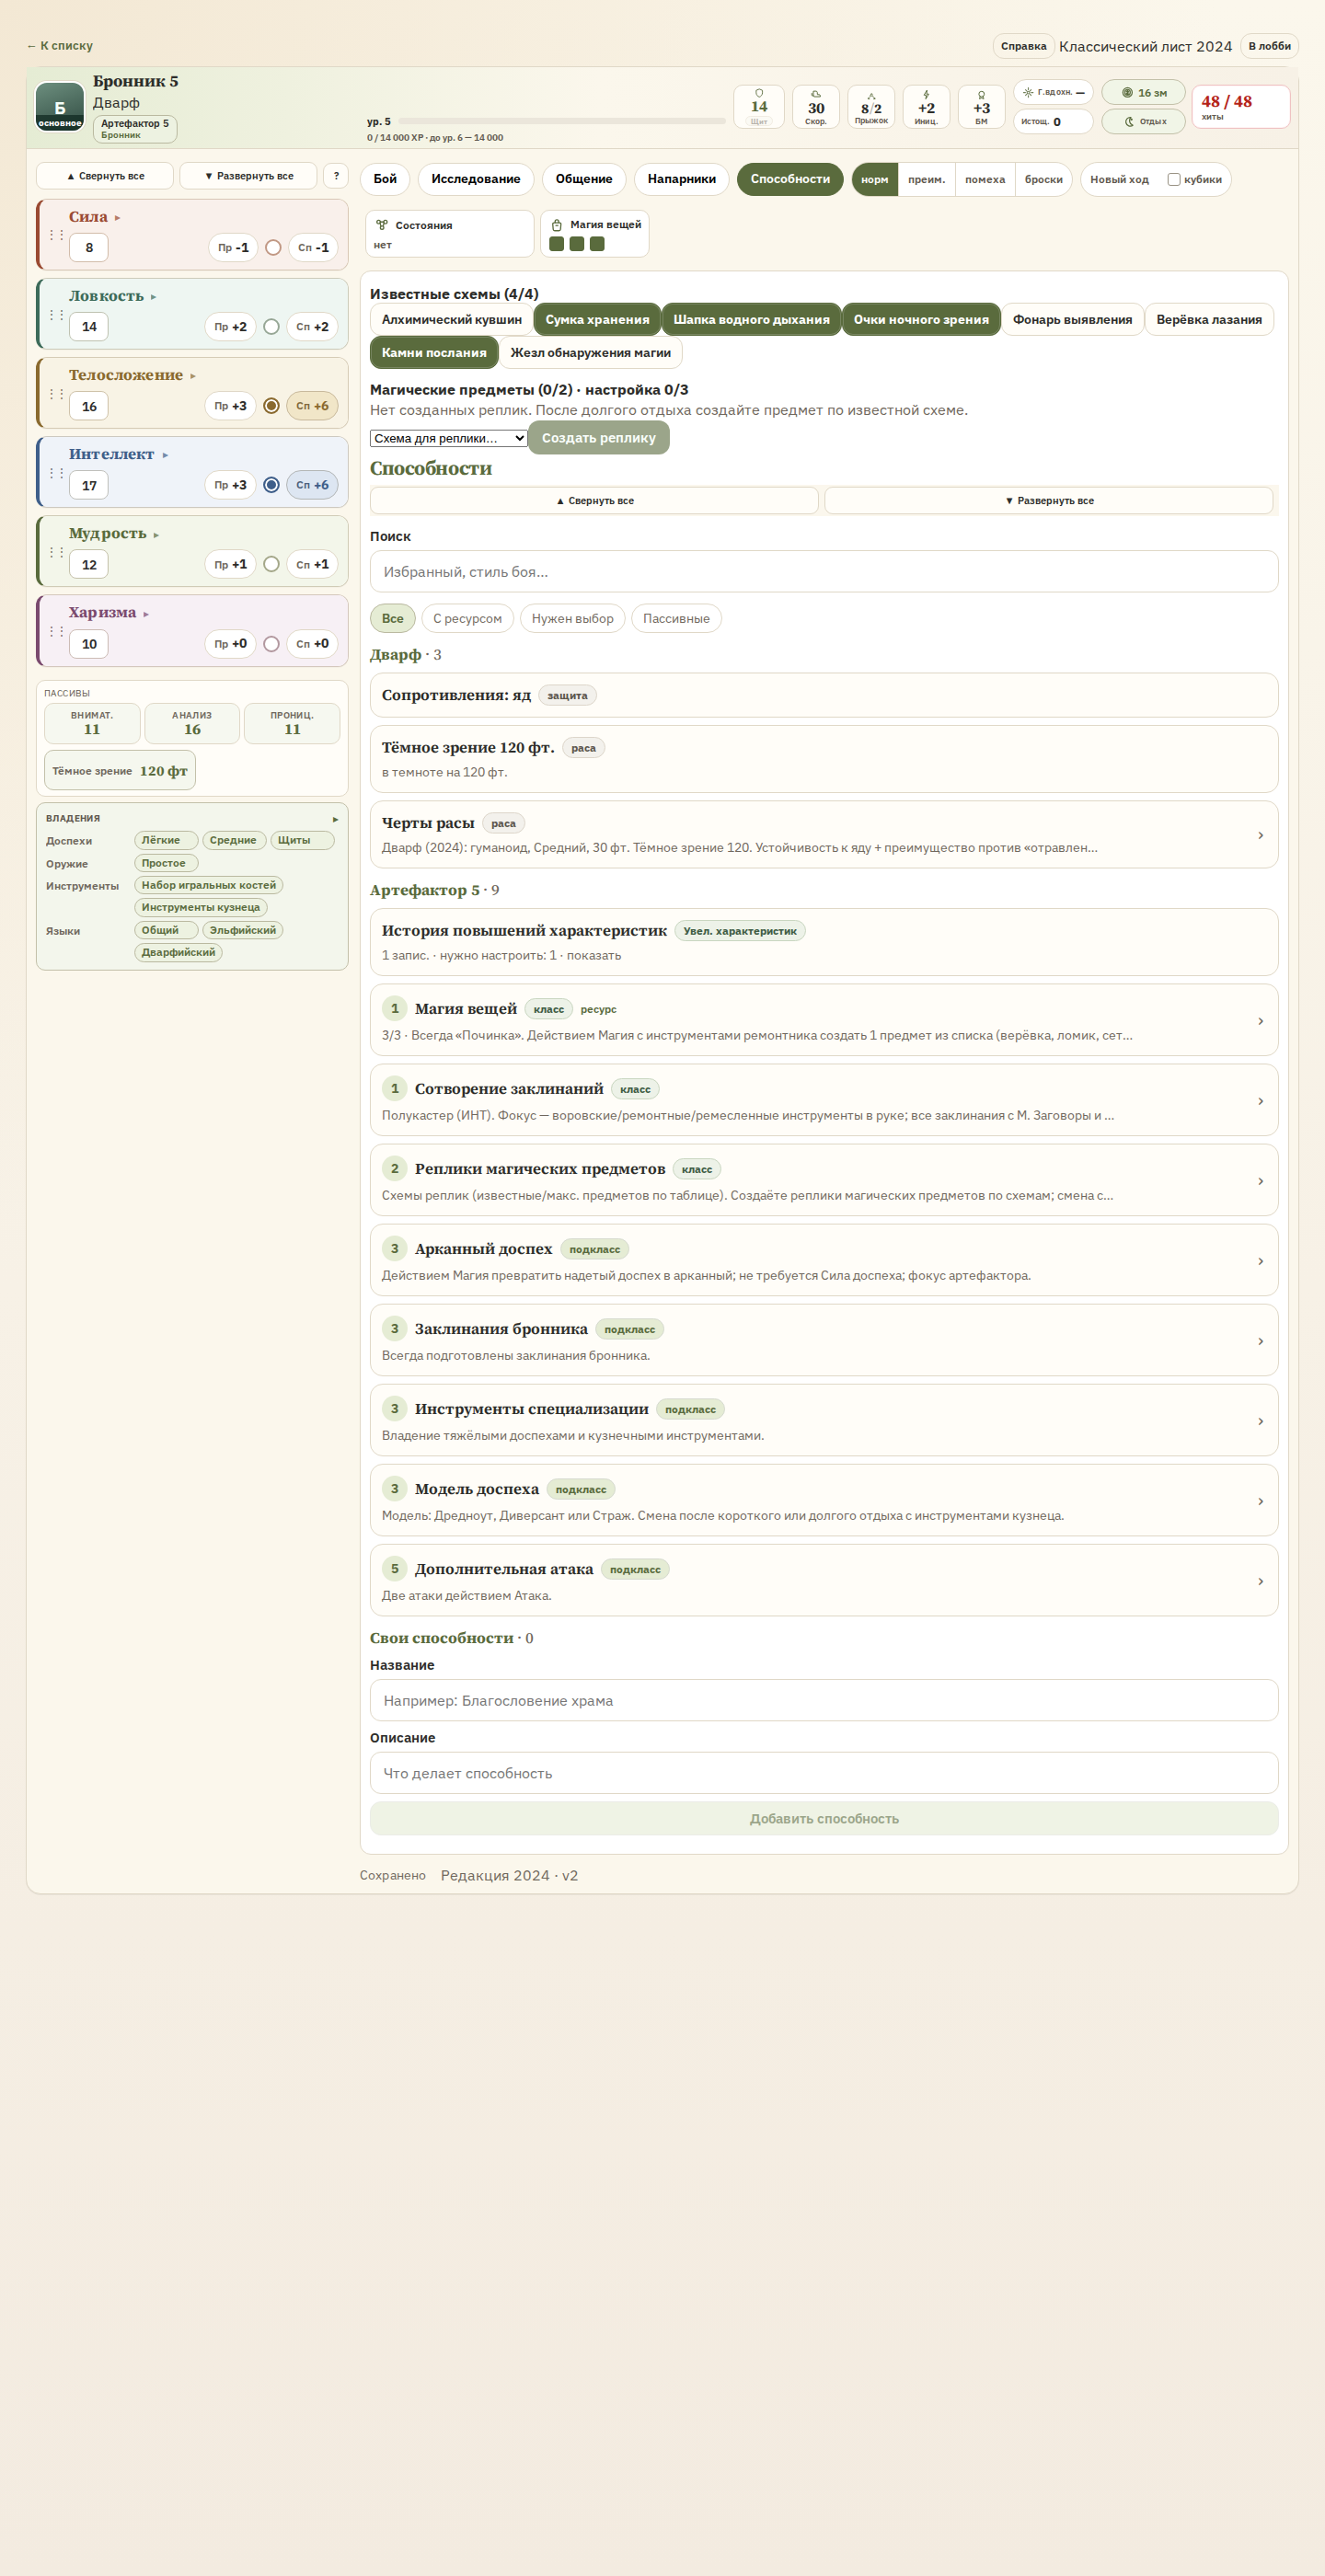 ← К списку
Справка Классический лист 2024 В лобби
Б
основное
Бронник 5
Дварф
Артефактор 5
Бронник
ур. 5
0 / 14 000 XP · до ур. 6 — 14 000
14
Щит
30
Скор.
8/2
Прыжок
+2
Иниц.
+3
БМ
Г.вдохн. —
Истощ. 0
16 зм
Отдых
48 / 48
хиты
▲ Свернуть все ▼ Развернуть все ?
Сила ▸
8 Пр -1 Сп -1
Ловкость ▸
14 Пр +2 Сп +2
Телосложение ▸
16 Пр +3 Сп +6
Интеллект ▸
17 Пр +3 Сп +6
Мудрость ▸
12 Пр +1 Сп +1
Харизма ▸
10 Пр +0 Сп +0
ПАССИВЫ
ВНИМАТ. АНАЛИЗ ПРОНИЦ.
11 16 11
Тёмное зрение 120 фт
ВЛАДЕНИЯ ▸
Доспехи Лёгкие Средние Щиты
Оружие Простое
Инструменты Набор игральных костей
Инструменты кузнеца
Языки Общий Эльфийский
Дварфийский
Бой Исследование Общение Напарники Способности норм преим. помеха броски Новый ход кубики
Состояния
нет
Магия вещей
Известные схемы (4/4)
Алхимический кувшин Сумка хранения Шапка водного дыхания Очки ночного зрения Фонарь выявления Верёвка лазания
Камни послания Жезл обнаружения магии
Магические предметы (0/2) · настройка 0/3
Нет созданных реплик. После долгого отдыха создайте предмет по известной схеме.
Схема для реплики… Создать реплику
Способности
▲ Свернуть все ▼ Развернуть все
Поиск
Избранный, стиль боя…
Все С ресурсом Нужен выбор Пассивные
Дварф · 3
Сопротивления: яд защита
Тёмное зрение 120 фт. раса
в темноте на 120 фт.
Черты расы раса
Дварф (2024): гуманоид, Средний, 30 фт. Тёмное зрение 120. Устойчивость к яду + преимущество против «отравлен… ›
Артефактор 5 · 9
История повышений характеристик Увел. характеристик
1 запись. · нужно настроить: 1 · показать
1 Магия вещей класс ресурс
3/3 · Всегда «Починка». Действием Магия с инструментами ремонтника создать 1 предмет из списка (верёвка, ломик, сет… ›
1 Сотворение заклинаний класс
Полукастер (ИНТ). Фокус — воровские/ремонтные/ремесленные инструменты в руке; все заклинания с М. Заговоры и … ›
2 Реплики магических предметов класс
Схемы реплик (известные/макс. предметов по таблице). Создаёте реплики магических предметов по схемам; смена с… ›
3 Арканный доспех подкласс
Действием Магия превратить надетый доспех в арканный; не требуется Сила доспеха; фокус артефактора. ›
3 Заклинания бронника подкласс
Всегда подготовлены заклинания бронника. ›
3 Инструменты специализации подкласс
Владение тяжёлыми доспехами и кузнечными инструментами. ›
3 Модель доспеха подкласс
Модель: Дредноут, Диверсант или Страж. Смена после короткого или долгого отдыха с инструментами кузнеца. ›
5 Дополнительная атака подкласс
Две атаки действием Атака. ›
Свои способности · 0
Название
Например: Благословение храма
Описание
Что делает способность
Добавить способность
Сохранено Редакция 2024 · v2